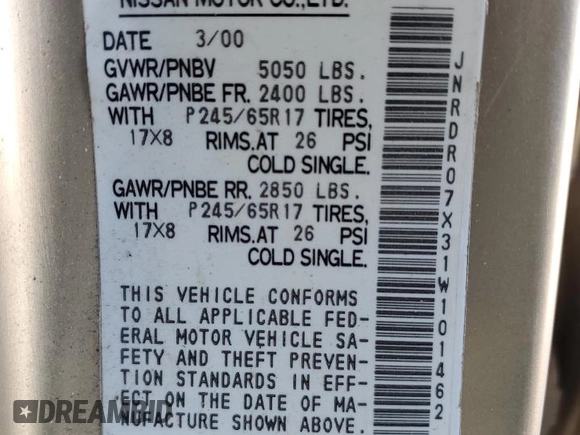 NISSAN MOTOR CO.,LTD.
DATE 3/00
GVWR/PNBV 5050 LBS.
GAWR/PNBE FR. 2400 LBS.
WITH P245/65R17 TIRES,
17X8 RIMS.AT 26 PSI
COLD SINGLE.
GAWR/PNBE RR. 2850 LBS.
WITH P245/65R17 TIRES,
17X8 RIMS.AT 26 PSI
COLD SINGLE.
THIS VEHICLE CONFORMS
TO ALL APPLICABLE FED-
ERAL MOTOR VEHICLE SA-
FETY AND THEFT PREVEN-
TION STANDARDS IN EFF-
ECT ON THE DATE OF MA-
NUFACTURE SHOWN ABOVE.
JNRDR07X31W101462
DREAMBID